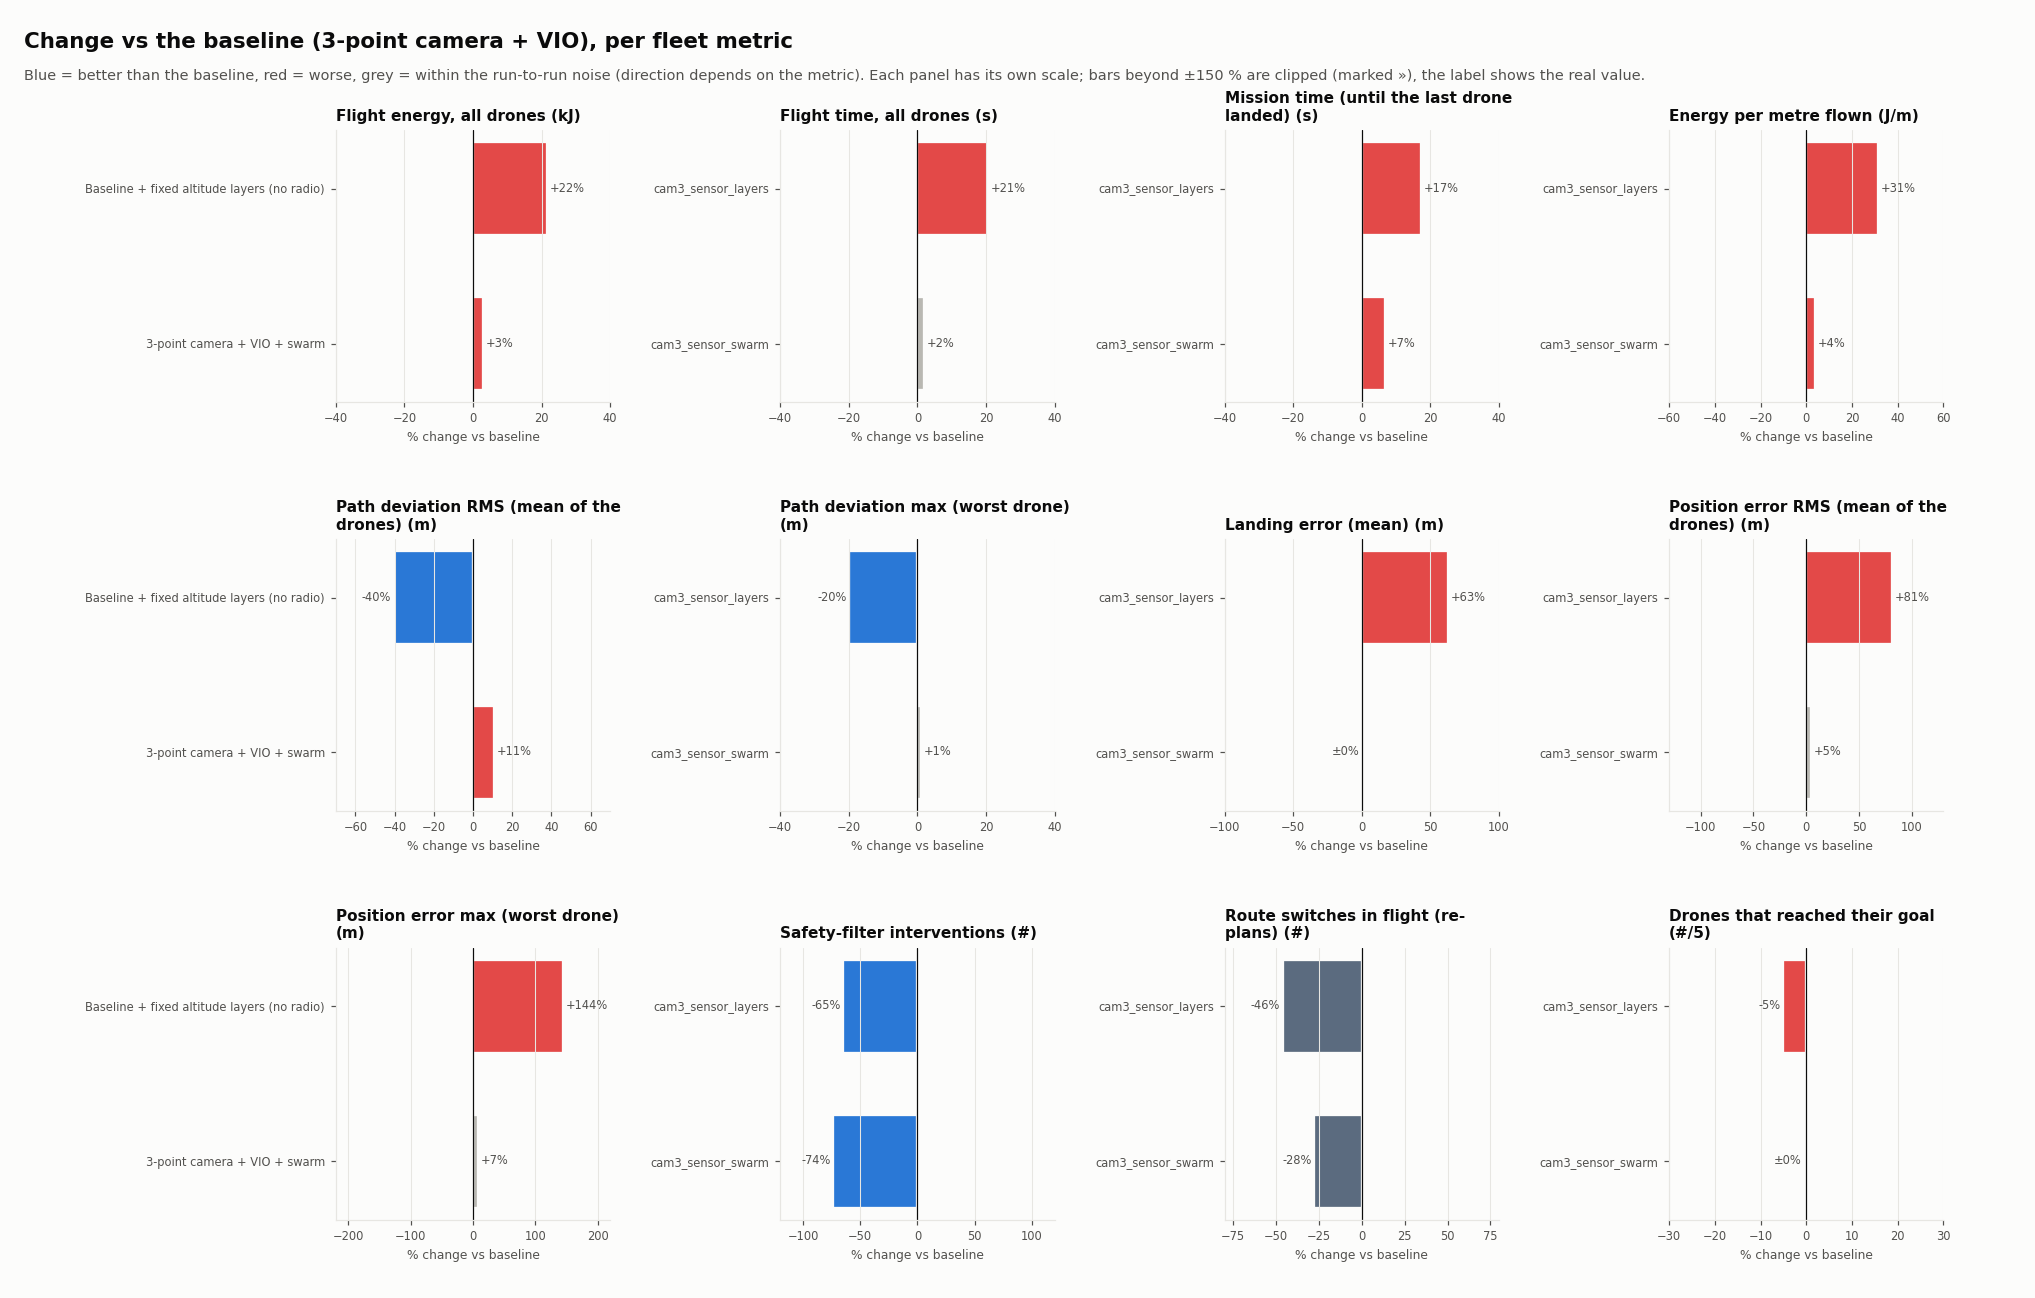 Change vs the baseline (3-point camera + VIO), per fleet metric
Blue = better than the baseline, red = worse, grey = within the run-to-run noise (direction depends on the metric). Each panel has its own scale; bars beyond ±150 % are clipped (marked »), the label shows the real value.
Flight energy, all drones (kJ)
Baseline + fixed altitude layers (no radio)
+22%
3-point camera + VIO + swarm
+3%
−40 −20 0 20 40
% change vs baseline
Flight time, all drones (s)
cam3_sensor_layers
+21%
cam3_sensor_swarm
+2%
−40 −20 0 20 40
% change vs baseline
Mission time (until the last drone
landed) (s)
cam3_sensor_layers
+17%
cam3_sensor_swarm
+7%
−40 −20 0 20 40
% change vs baseline
Energy per metre flown (J/m)
cam3_sensor_layers
+31%
cam3_sensor_swarm
+4%
−60 −40 −20 0 20 40 60
% change vs baseline
Path deviation RMS (mean of the
drones) (m)
Baseline + fixed altitude layers (no radio)
-40%
3-point camera + VIO + swarm
+11%
−60 −40 −20 0 20 40 60
% change vs baseline
Path deviation max (worst drone)
(m)
cam3_sensor_layers
-20%
cam3_sensor_swarm
+1%
−40 −20 0 20 40
% change vs baseline
Landing error (mean) (m)
cam3_sensor_layers
+63%
cam3_sensor_swarm
±0%
−100 −50 0 50 100
% change vs baseline
Position error RMS (mean of the
drones) (m)
cam3_sensor_layers
+81%
cam3_sensor_swarm
+5%
−100 −50 0 50 100
% change vs baseline
Position error max (worst drone)
(m)
Baseline + fixed altitude layers (no radio)
+144%
3-point camera + VIO + swarm
+7%
−200 −100 0 100 200
% change vs baseline
Safety-filter interventions (#)
cam3_sensor_layers
-65%
cam3_sensor_swarm
-74%
−100 −50 0 50 100
% change vs baseline
Route switches in flight (re-
plans) (#)
cam3_sensor_layers
-46%
cam3_sensor_swarm
-28%
−75 −50 −25 0 25 50 75
% change vs baseline
Drones that reached their goal
(#/5)
cam3_sensor_layers
-5%
cam3_sensor_swarm
±0%
−30 −20 −10 0 10 20 30
% change vs baseline